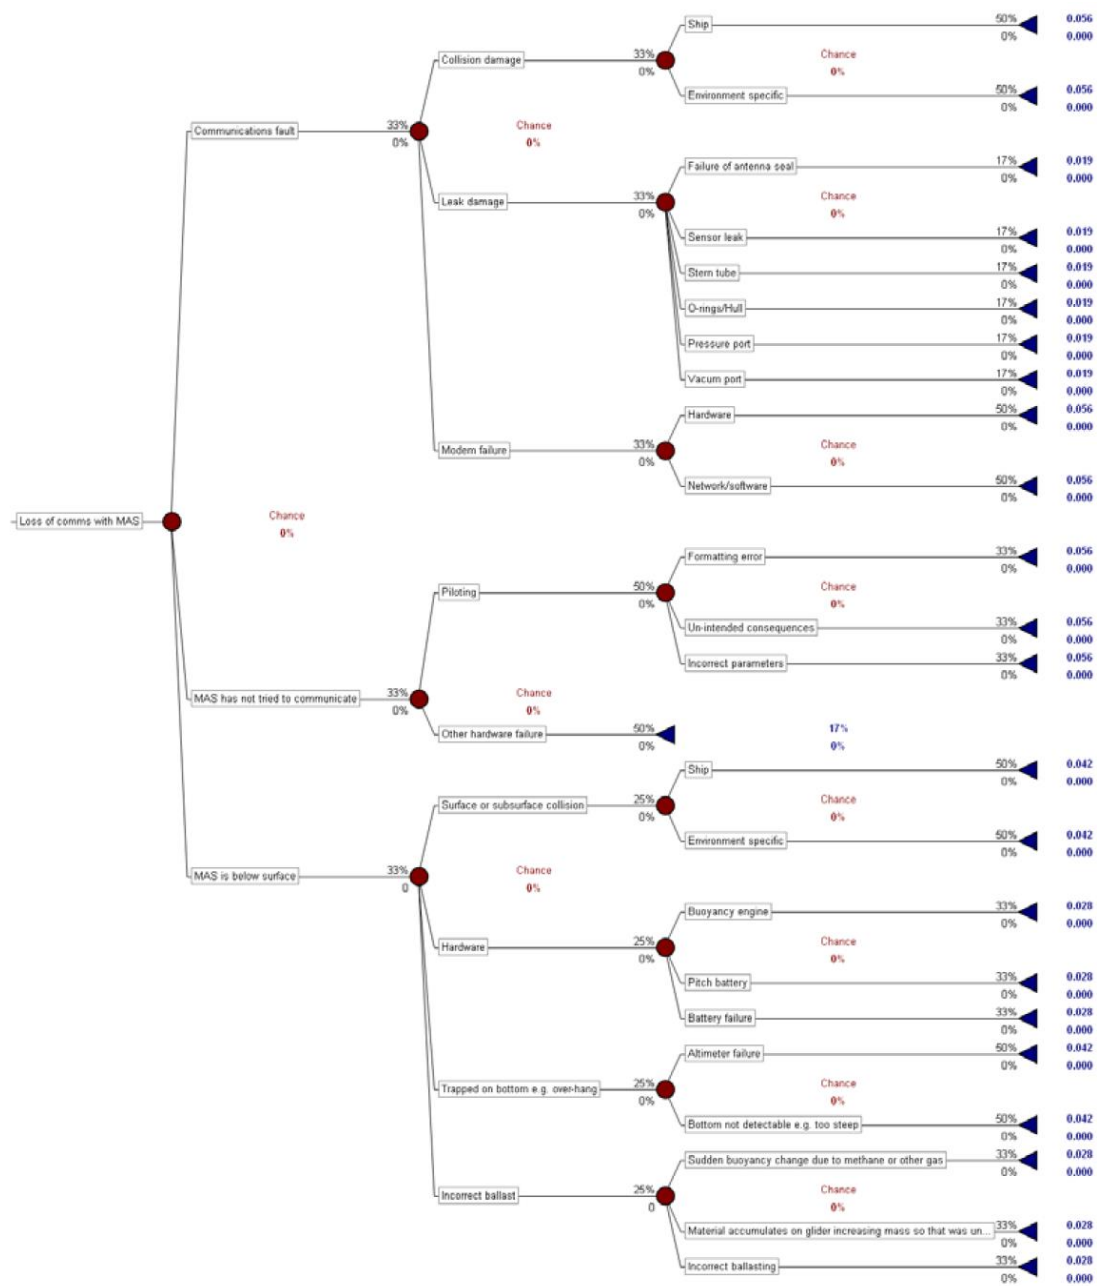 Ship 50% 0.056
0% 0.000
Collision damage 33% Chance
0% 0%
Environment specific 50% 0.056
0% 0.000
Communications fault 33% Chance
0% 0%
Failure of antenna seal 17% 0.019
0% 0.000
Leak damage 33% Chance
0% 0%
Sensor leak 17% 0.019
0% 0.000
Stern tube 17% 0.019
0% 0.000
O-rings/Hull 17% 0.019
0% 0.000
Pressure port 17% 0.019
0% 0.000
Vacum port 17% 0.019
0% 0.000
Hardware 50% 0.056
0% 0.000
Modem failure 33% Chance
0% 0%
Network/software 50% 0.056
0% 0.000
Loss of comms with MAS Chance
0%
Formatting error 33% 0.056
0% 0.000
Piloting 50% Chance
0% 0%
Un-intended consequences 33% 0.056
0% 0.000
Incorrect parameters 33% 0.056
0% 0.000
MAS has not tried to communicate 33% Chance
0% 0%
Other hardware failure 50% 17%
0% 0%
Ship 50% 0.042
0% 0.000
Surface or subsurface collision 25% Chance
0% 0%
Environment specific 50% 0.042
0% 0.000
MAS is below surface 33% Chance
0 0%
Buoyancy engine 33% 0.028
0% 0.000
Hardware 25% Chance
0% 0%
Pitch battery 33% 0.028
0% 0.000
Battery failure 33% 0.028
0% 0.000
Altimeter failure 50% 0.042
0% 0.000
Trapped on bottom e.g. over-hang 25% Chance
0% 0%
Bottom not detectable e.g. too steep 50% 0.042
0% 0.000
Sudden buoyancy change due to methane or other gas 33% 0.028
0% 0.000
Incorrect ballast 25% Chance
0 0%
Material accumulates on glider increasing mass so that was un... 33% 0.028
0% 0.000
Incorrect ballasting 33% 0.028
0% 0.000